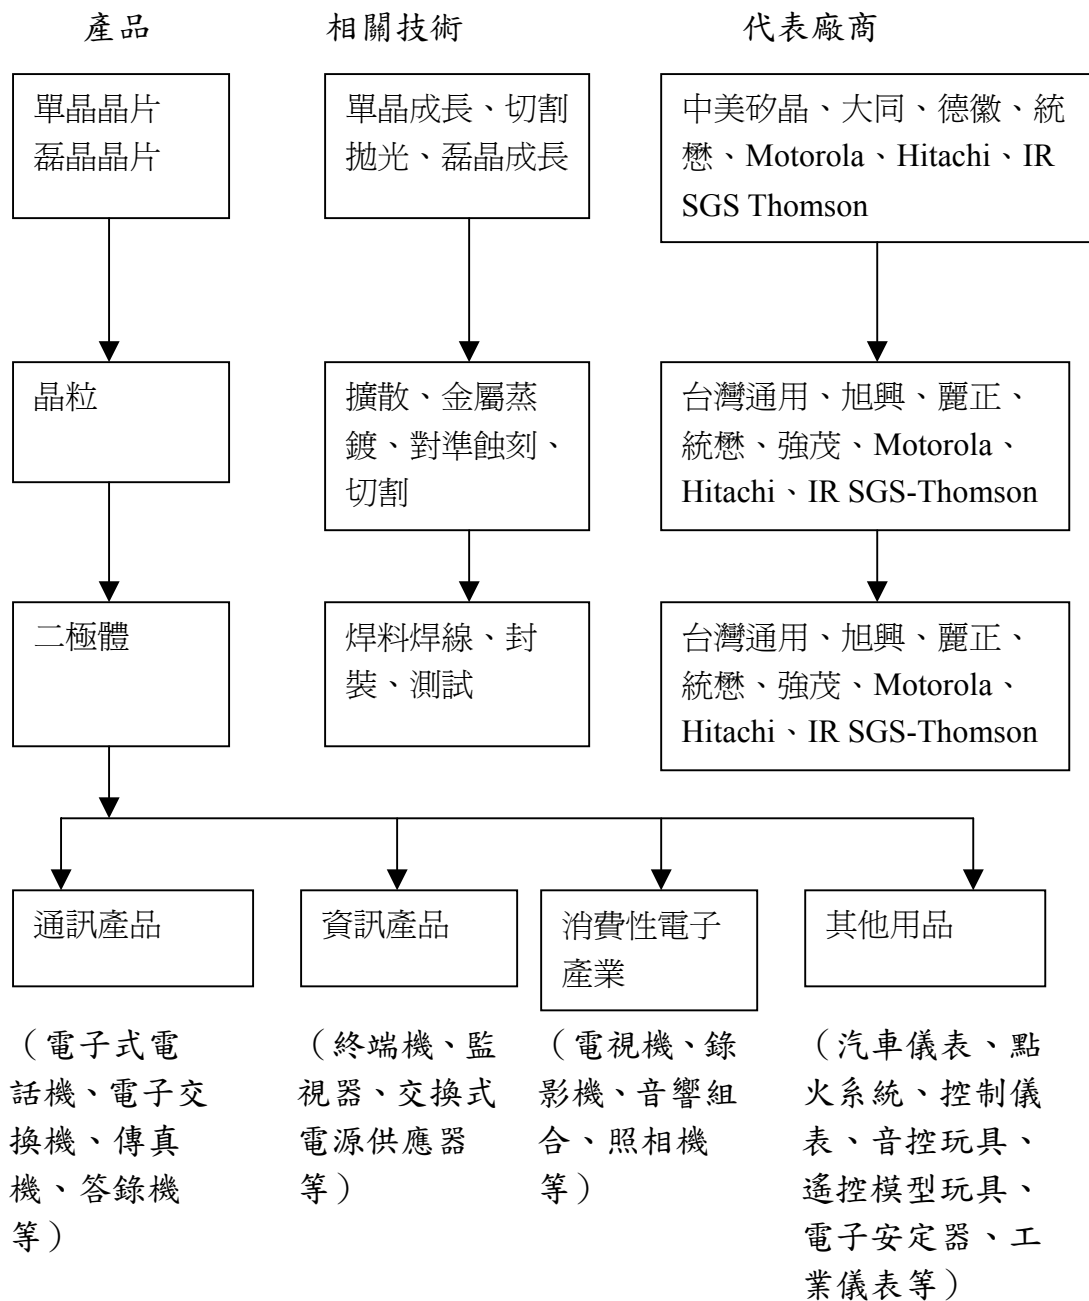 產品
相關技術
代表廠商
單晶晶片
磊晶晶片
單晶成長、切割
拋光、磊晶成長
中美矽晶、大同、德徽、統
懋、Motorola、Hitachi、IR
SGS Thomson
晶粒
擴散、金屬蒸
鍍、對準蝕刻、
切割
台灣通用、旭興、麗正、
統懋、強茂、Motorola、
Hitachi、IR SGS-Thomson
二極體
焊料焊線、封
裝、測試
台灣通用、旭興、麗正、
統懋、強茂、Motorola、
Hitachi、IR SGS-Thomson
通訊產品
資訊產品
消費性電子
產業
其他用品
（電子式電
話機、電子交
換機、傳真
機、答錄機
等）
（終端機、監
視器、交換式
電源供應器
等）
（電視機、錄
影機、音響組
合、照相機
等）
（汽車儀表、點
火系統、控制儀
表、音控玩具、
遙控模型玩具、
電子安定器、工
業儀表等）